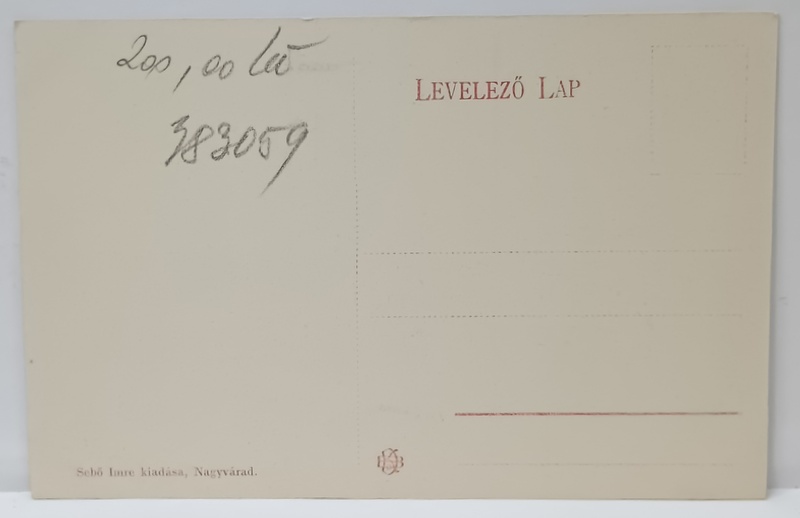 200,00 lei
383059
LEVELEZŐ LAP
Sebő Imre kiadása, Nagyvárad.